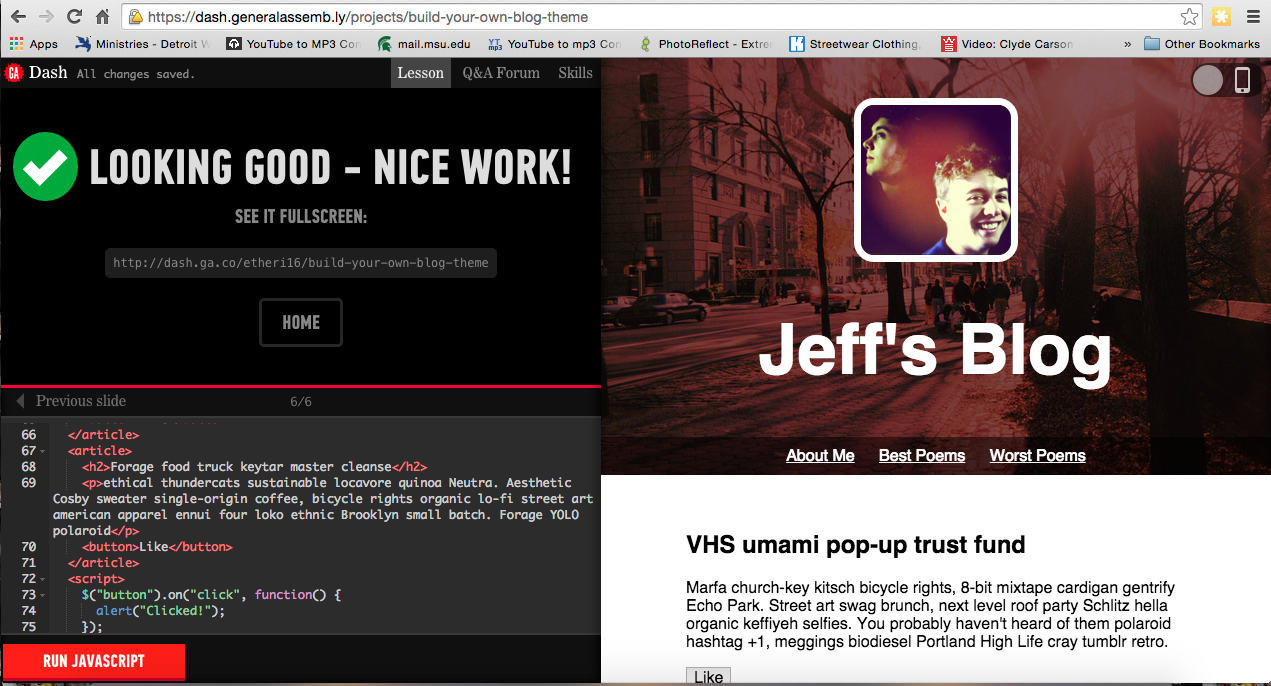 https://dash.generalassemb.ly/projects/build-your-own-blog-theme
Apps Ministries - Detroit YouTube to MP3 Con mail.msu.edu YT mp3 YouTube to mp3 Con PhotoReflect - Extre Streetwear Clothing, Video: Clyde Carson » Other Bookmarks
GA Dash All changes saved. Lesson Q&A Forum Skills
LOOKING GOOD - NICE WORK!
SEE IT FULLSCREEN:
http://dash.ga.co/etheri16/build-your-own-blog-theme
HOME
Previous slide 6/6
66 </article>
67 <article>
68 <h2>Forage food truck keytar master cleanse</h2>
69 <p>ethical thundercats sustainable locavore quinoa Neutra. Aesthetic
Cosby sweater single-origin coffee, bicycle rights organic lo-fi street art
american apparel ennui four loko ethnic Brooklyn small batch. Forage YOLO
polaroid</p>
70 <button>Like</button>
71 </article>
72 <script>
73 $("button").on("click", function() {
74 alert("Clicked!");
75 });
RUN JAVASCRIPT
Jeff's Blog
About Me Best Poems Worst Poems
VHS umami pop-up trust fund
Marfa church-key kitsch bicycle rights, 8-bit mixtape cardigan gentrify
Echo Park. Street art swag brunch, next level roof party Schlitz hella
organic keffiyeh selfies. You probably haven't heard of them polaroid
hashtag +1, meggings biodiesel Portland High Life cray tumblr retro.
Like